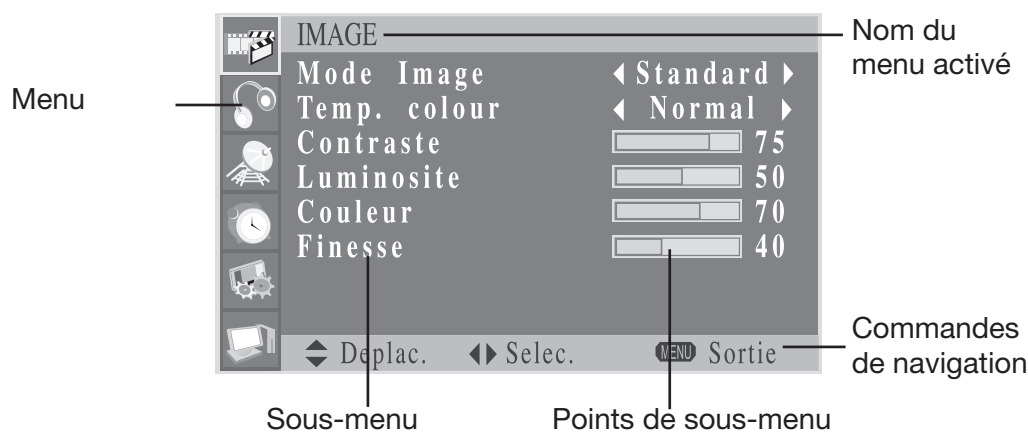 IMAGE
Nom du
menu activé
Mode Image Standard
Menu
Temp. colour Normal
Contraste 75
Luminosite 50
Couleur 70
Finesse 40
Deplac. Selec. MENU Sortie
Commandes
de navigation
Sous-menu Points de sous-menu